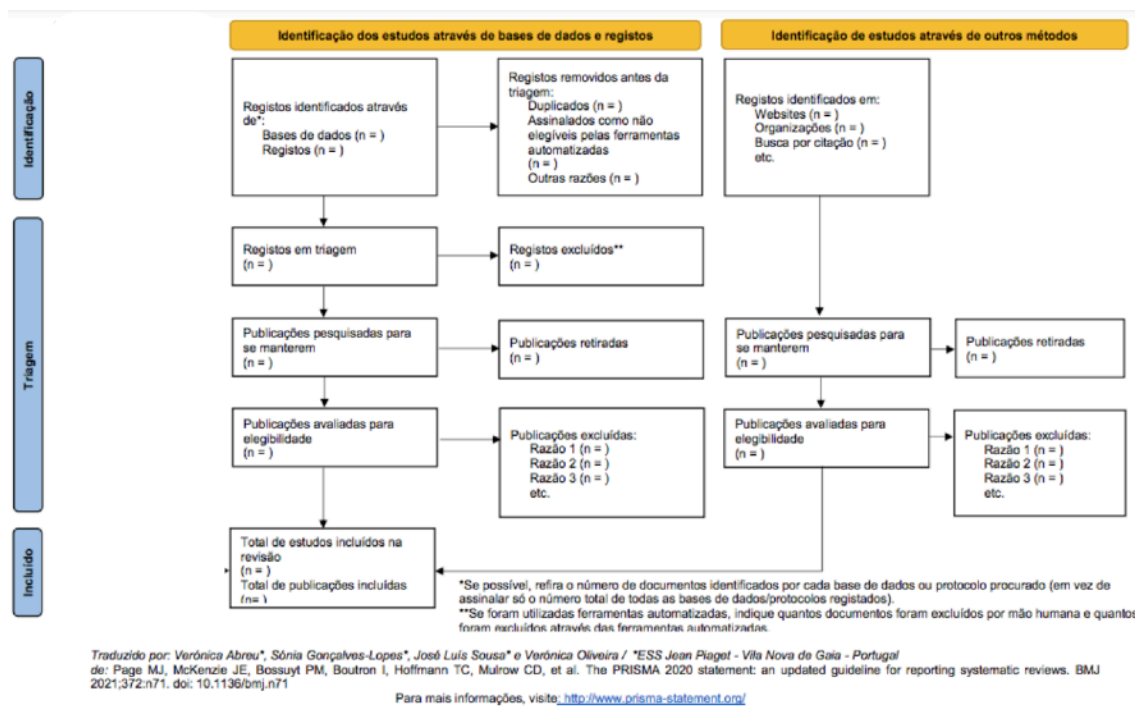 Identificação dos estudos através de bases de dados e registos
Identificação de estudos através de outros métodos
Identificação
Registos identificados através
de*:
Bases de dados (n = )
Registos (n = )
Registos removidos antes da
triagem:
Duplicados (n = )
Assinalados como não
elegíveis pelas ferramentas
automatizadas
(n = )
Outras razões (n = )
Registos identificados em:
Websites (n = )
Organizações (n = )
Busca por citação (n = )
etc.
Triagem
Registos em triagem
(n = )
Registos excluídos**
(n = )
Publicações pesquisadas para
se manterem
(n = )
Publicações retiradas
(n = )
Publicações pesquisadas para
se manterem
(n = )
Publicações retiradas
(n = )
Publicações avaliadas para
elegibilidade
(n = )
Publicações excluídas:
Razão 1 (n = )
Razão 2 (n = )
Razão 3 (n = )
etc.
Publicações avaliadas para
elegibilidade
(n = )
Publicações excluídas:
Razão 1 (n = )
Razão 2 (n = )
Razão 3 (n = )
etc.
Incluído
Total de estudos incluídos na
revisão
(n = )
Total de publicações incluídas
(n= )
*Se possível, refira o número de documentos identificados por cada base de dados ou protocolo procurado (em vez de
assinalar só o número total de todas as bases de dados/protocolos registados).
**Se foram utilizadas ferramentas automatizadas, indique quantos documentos foram excluídos por mão humana e quantos
foram excluídos através das ferramentas automatizadas.
Traduzido por: Verónica Abreu*, Sónia Gonçalves-Lopes*, José Luís Sousa* e Verónica Oliveira / *ESS Jean Piaget - Vila Nova de Gaia - Portugal
de: Page MJ, McKenzie JE, Bossuyt PM, Boutron I, Hoffmann TC, Mulrow CD, et al. The PRISMA 2020 statement: an updated guideline for reporting systematic reviews. BMJ
2021;372:n71. doi: 10.1136/bmj.n71
Para mais informações, visite: http://www.prisma-statement.org/